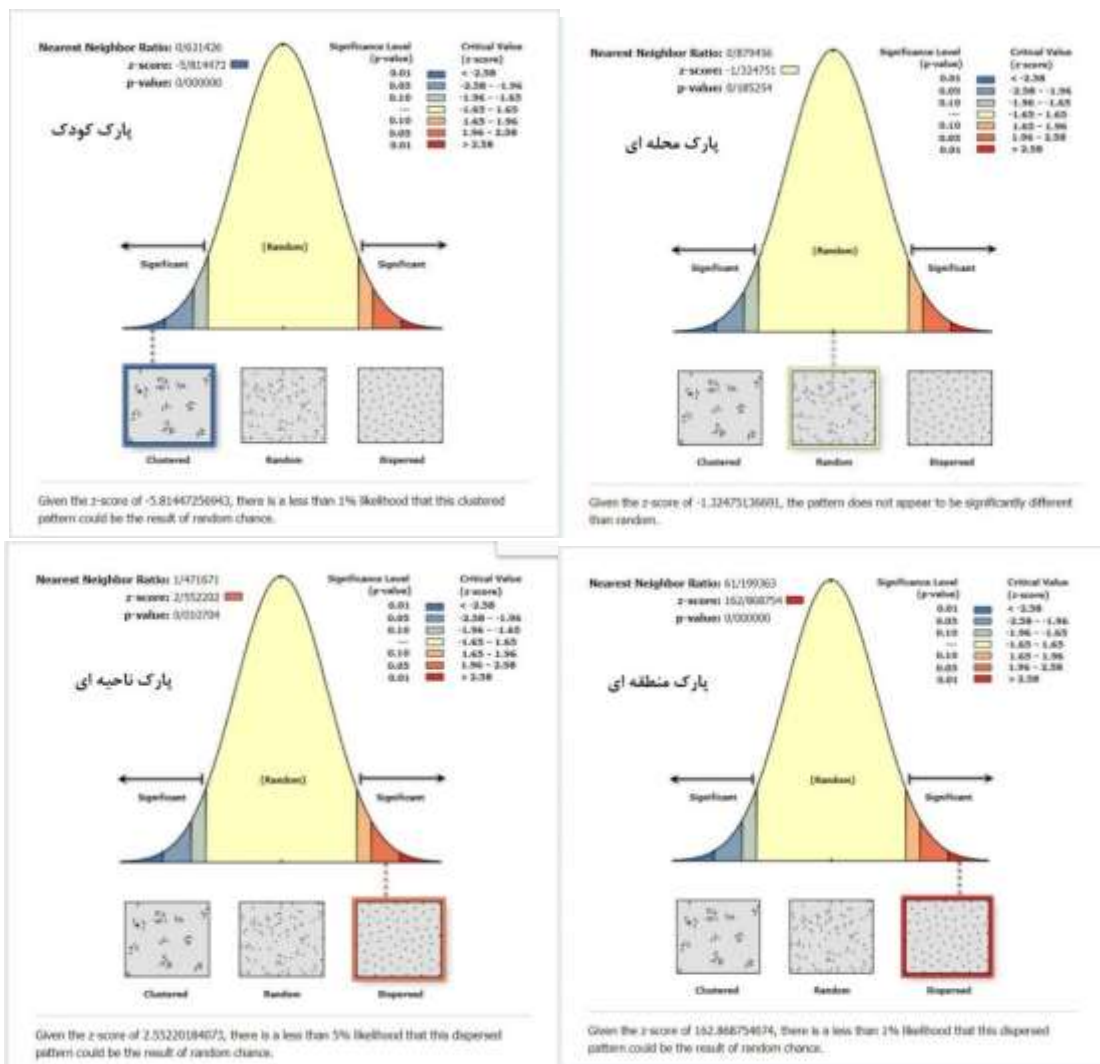 Nearest Neighbor Ratio: 0/631426
z-score: -5/814473
p-value: 0/000000
Significance Level (p-value)
Critical Value (z-score)
0.01 < -2.58
0.05 -2.58 - -1.96
0.10 -1.96 - -1.65
--- -1.65 - 1.65
0.10 1.65 - 1.96
0.05 1.96 - 2.58
0.01 > 2.58
پارک کودک
(Random)
Significant Significant
Clustered Random Dispersed
Given the z-score of -5.81447256943, there is a less than 1% likelihood that this clustered
pattern could be the result of random chance.
Nearest Neighbor Ratio: 0/879456
z-score: -1/324751
p-value: 0/185254
Significance Level (p-value)
Critical Value (z-score)
0.01 < -2.58
0.05 -2.58 - -1.96
0.10 -1.96 - -1.65
--- -1.65 - 1.65
0.10 1.65 - 1.96
0.05 1.96 - 2.58
0.01 > 2.58
پارک محله ای
(Random)
Significant Significant
Clustered Random Dispersed
Given the z-score of -1.32475136691, the pattern does not appear to be significantly different
than random.
Nearest Neighbor Ratio: 1/471671
z-score: 2/552202
p-value: 0/010704
Significance Level (p-value)
Critical Value (z-score)
0.01 < -2.58
0.05 -2.58 - -1.96
0.10 -1.96 - -1.65
--- -1.65 - 1.65
0.10 1.65 - 1.96
0.05 1.96 - 2.58
0.01 > 2.58
پارک ناحیه ای
(Random)
Significant Significant
Clustered Random Dispersed
Given the z-score of 2.55220184073, there is a less than 5% likelihood that this dispersed
pattern could be the result of random chance.
Nearest Neighbor Ratio: 61/199363
z-score: 162/868754
p-value: 0/000000
Significance Level (p-value)
Critical Value (z-score)
0.01 < -2.58
0.05 -2.58 - -1.96
0.10 -1.96 - -1.65
--- -1.65 - 1.65
0.10 1.65 - 1.96
0.05 1.96 - 2.58
0.01 > 2.58
پارک منطقه ای
(Random)
Significant Significant
Clustered Random Dispersed
Given the z-score of 162.868754074, there is a less than 1% likelihood that this dispersed
pattern could be the result of random chance.